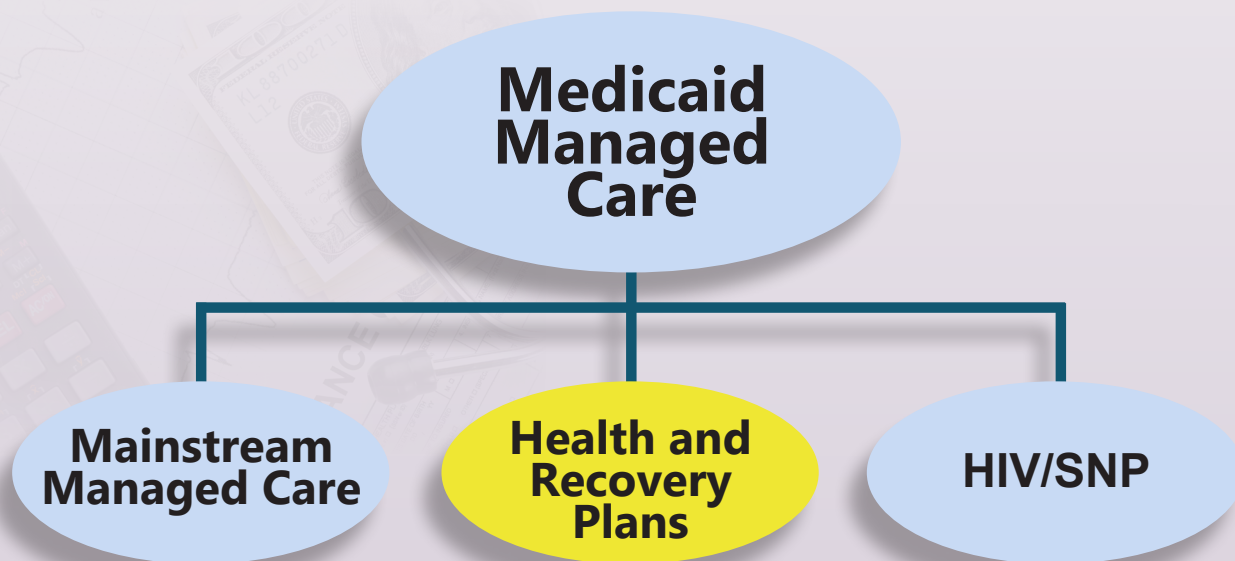 Medicaid
Managed
Care
Mainstream
Managed Care
Health and
Recovery
Plans
HIV/SNP